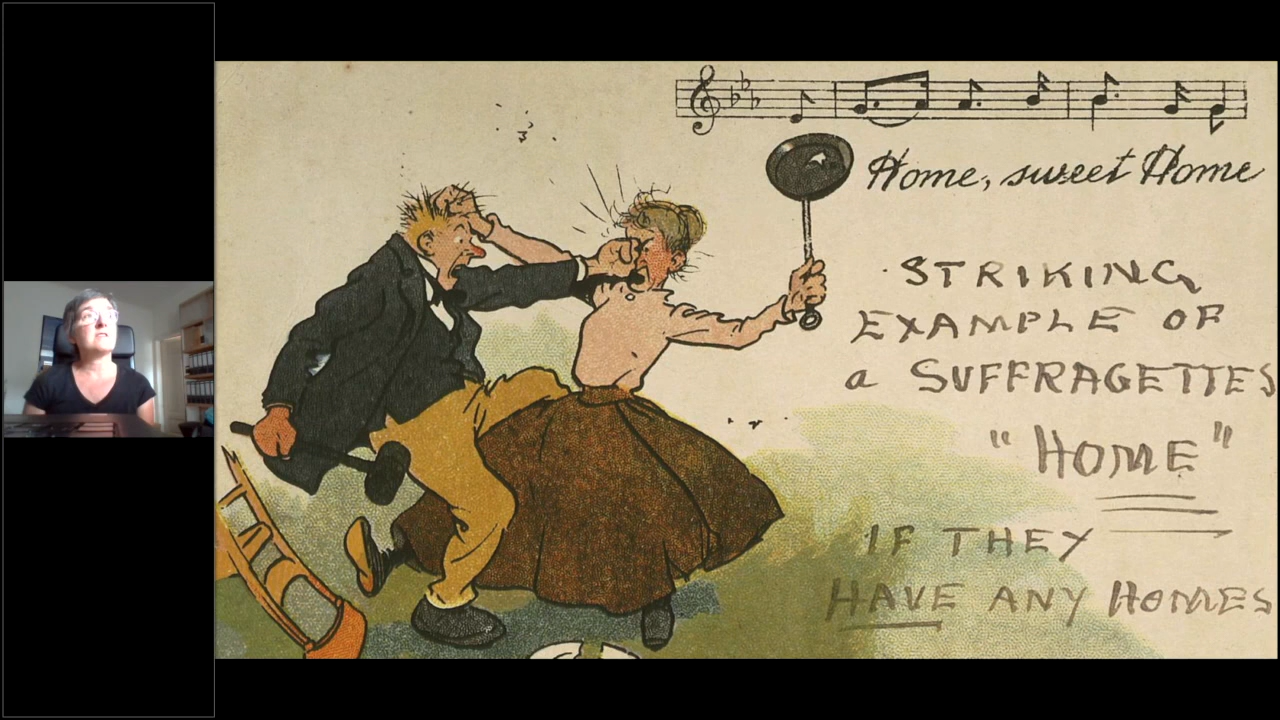 Home, sweet Home
STRIKING
EXAMPLE OF
a SUFFRAGETTES
"HOME"
IF THEY
HAVE ANY HOMES